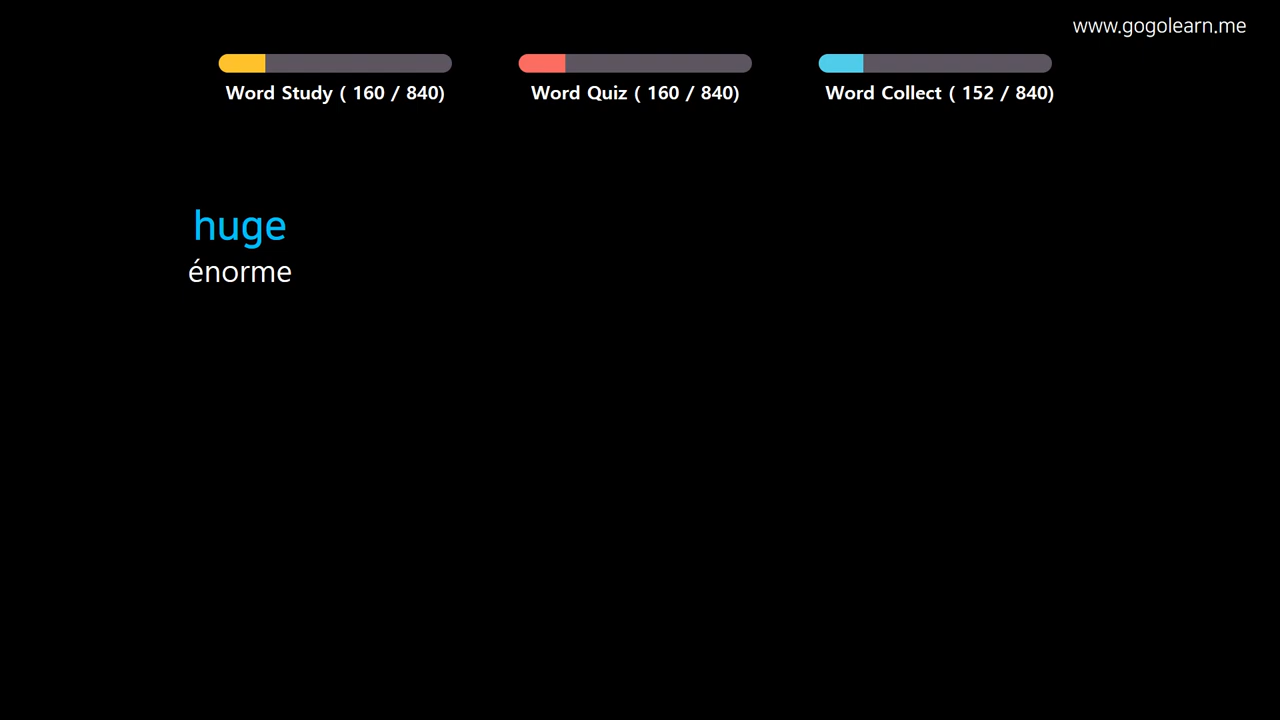 www.gogolearn.me
Word Study ( 160 / 840)
Word Quiz ( 160 / 840)
Word Collect ( 152 / 840)
huge
énorme